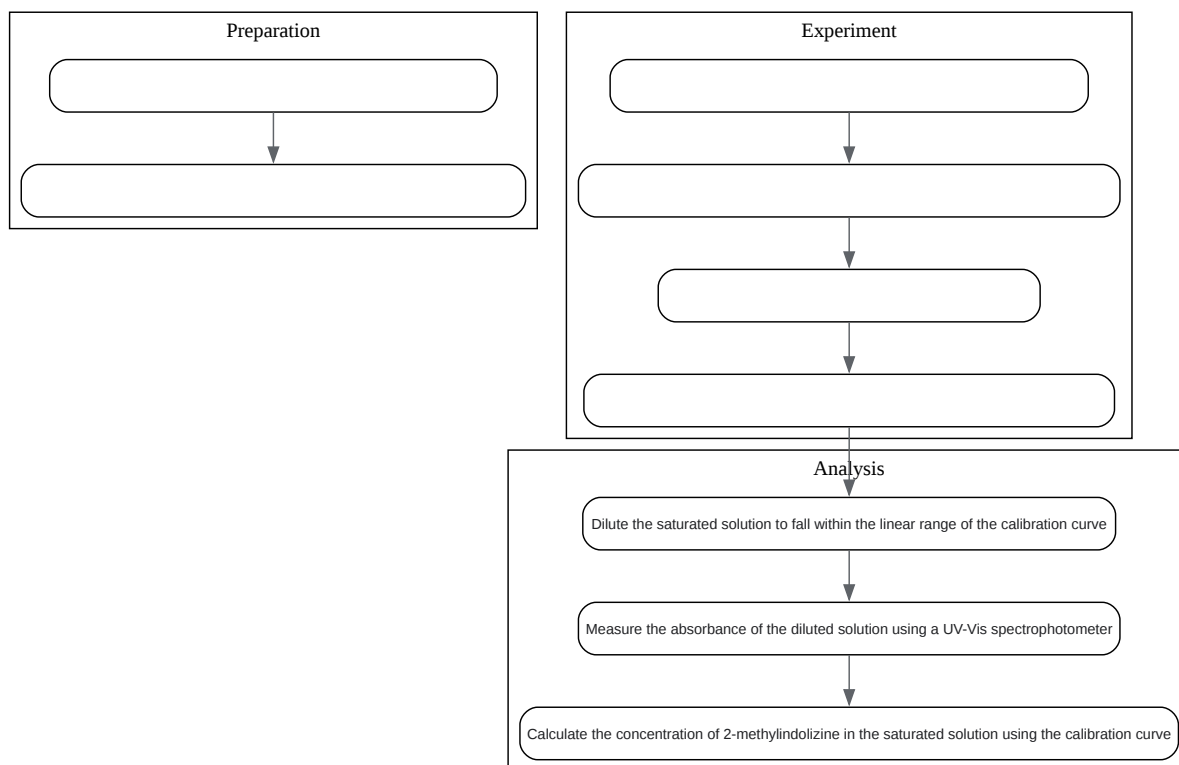 Preparation
Experiment
Analysis
Dilute the saturated solution to fall within the linear range of the calibration curve
Measure the absorbance of the diluted solution using a UV-Vis spectrophotometer
Calculate the concentration of 2-methylindolizine in the saturated solution using the calibration curve